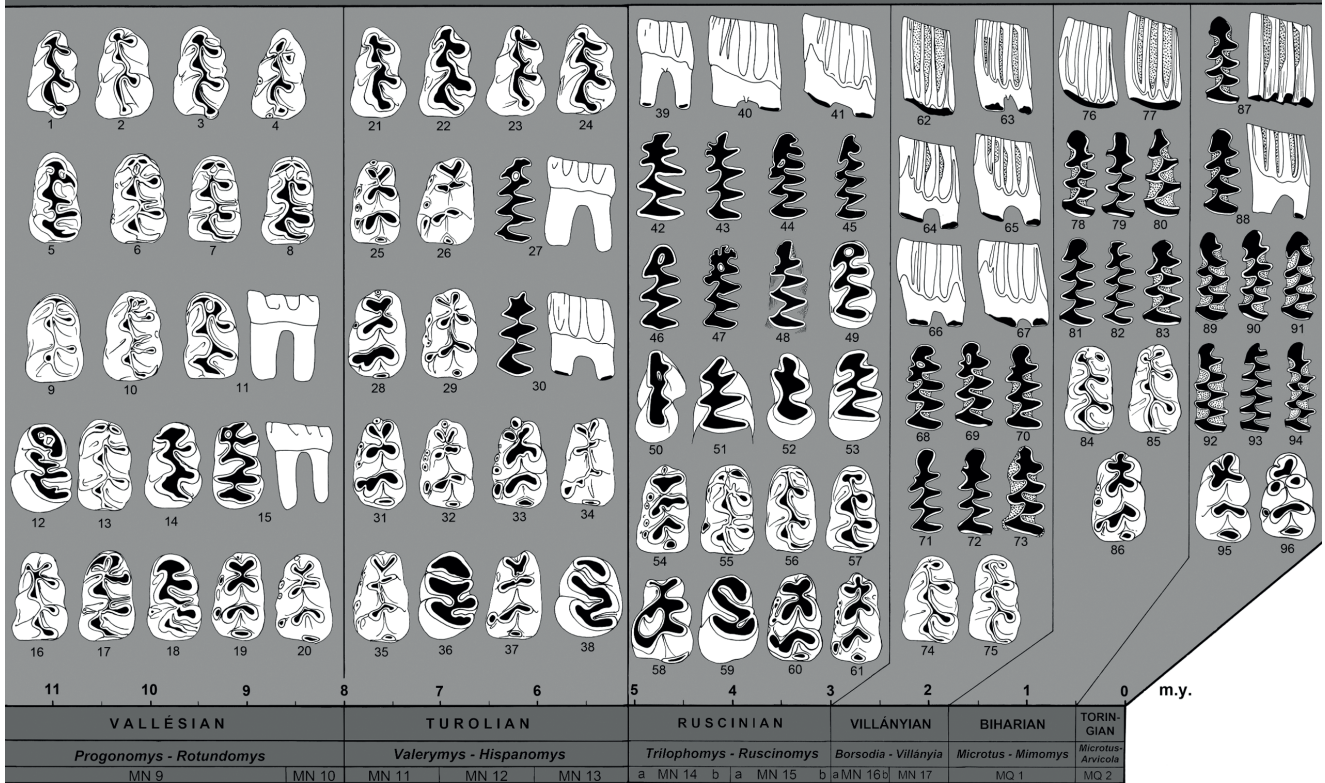 1 2 3 4 21 22 23 24 39 40 41 62 63 76 77 87
5 6 7 8 25 26 27 42 43 44 45 64 65 78 79 80 88
9 10 11 28 29 30 46 47 48 49 66 67 81 82 83 89 90 91
12 13 14 15 31 32 33 34 50 51 52 53 68 69 70 84 85 92 93 94
16 17 18 19 20 35 36 37 38 54 55 56 57 71 72 73 86 95 96
58 59 60 61 74 75
11 10 9 8 7 6 5 4 3 2 1 0 m.y.
VALLÉSIAN TUROLIAN RUSCINIAN VILLÁNYIAN BIHARIAN TORIN-
GIAN
Progonomys - Rotundomys Valerymys - Hispanomys Trilophomys - Ruscinomys Borsodia - Villányia Microtus - Mimomys Microtus-
Arvicola
MN 9 MN 10 MN 11 MN 12 MN 13 a MN 14 b a MN 15 b a MN 16 b MN 17 MQ 1 MQ 2